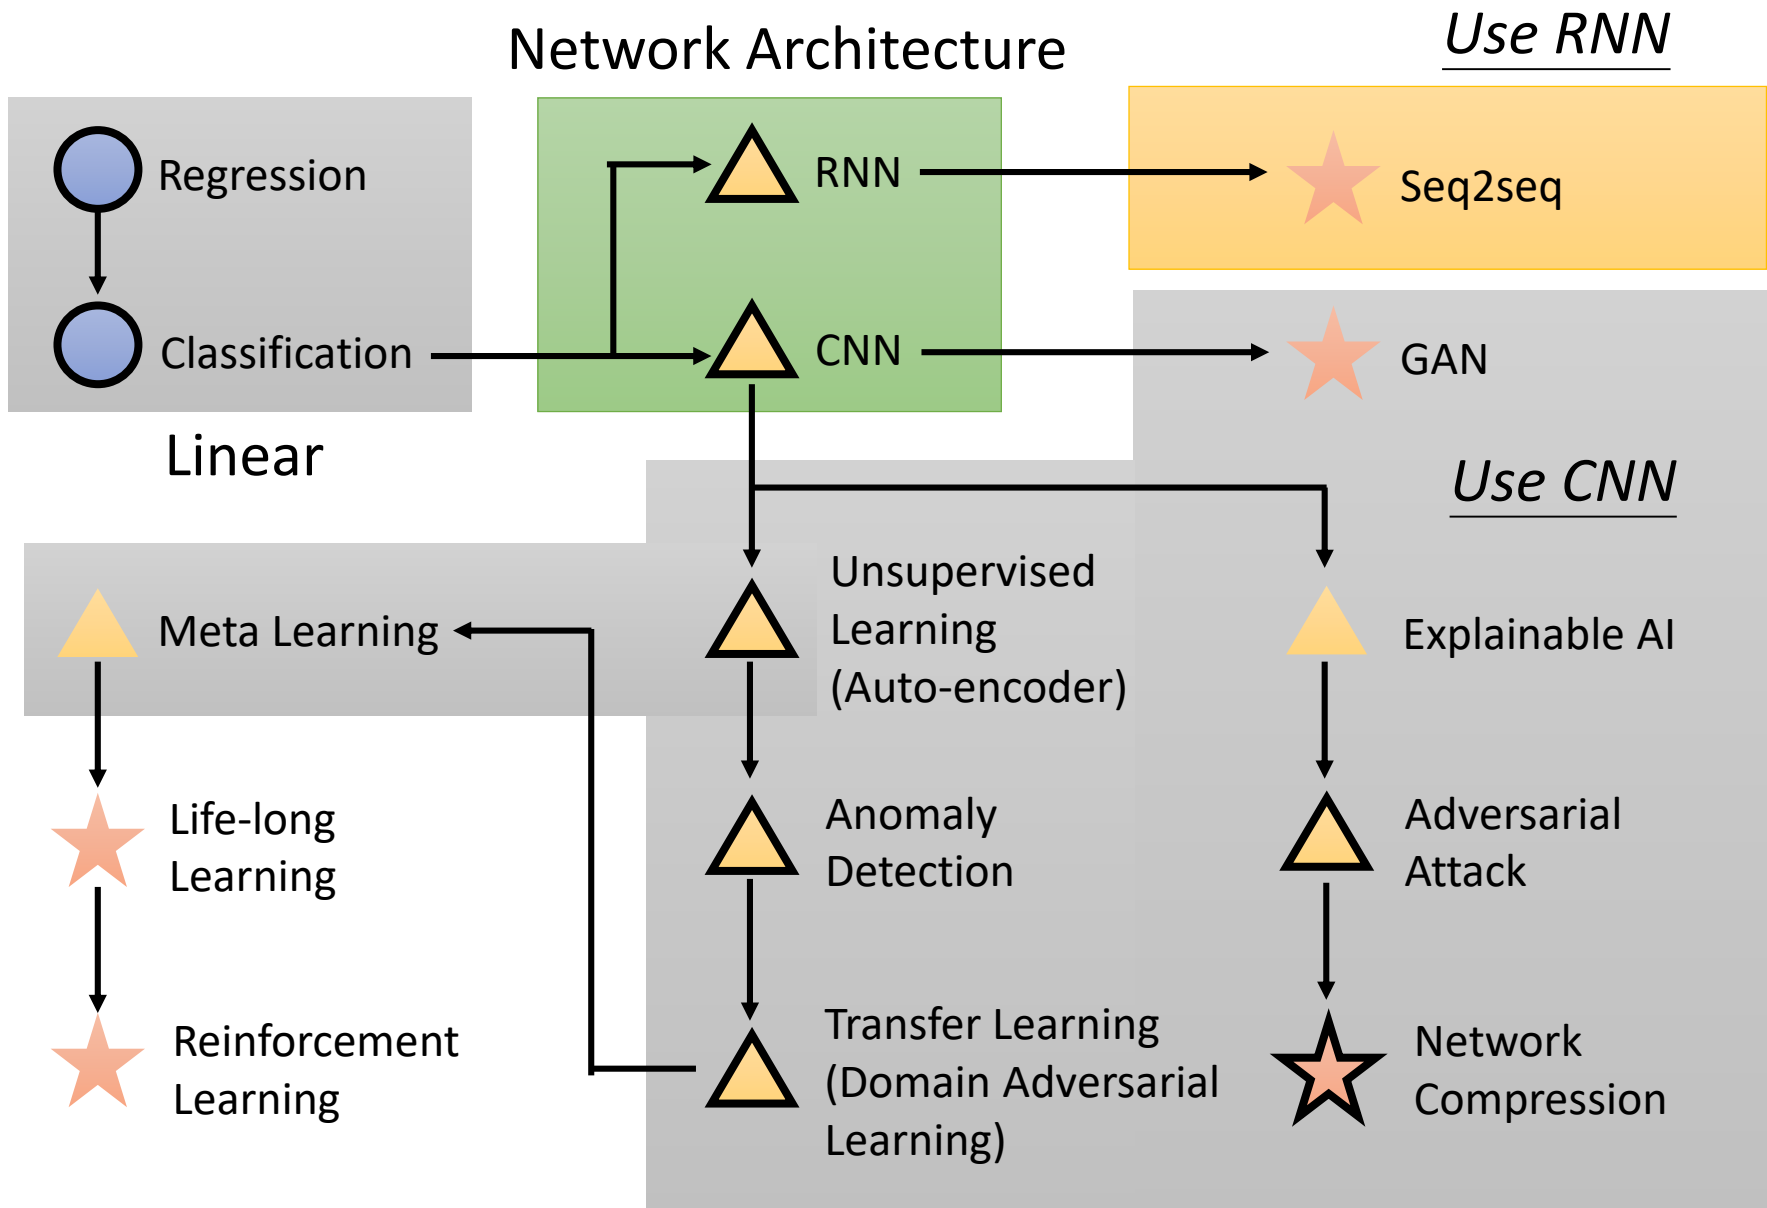 Network Architecture
Use RNN
Regression
RNN
Seq2seq
Classification
CNN
GAN
Linear
Use CNN
Meta Learning
Unsupervised
Learning
(Auto-encoder)
Explainable AI
Life-long
Learning
Anomaly
Detection
Adversarial
Attack
Reinforcement
Learning
Transfer Learning
(Domain Adversarial
Learning)
Network
Compression